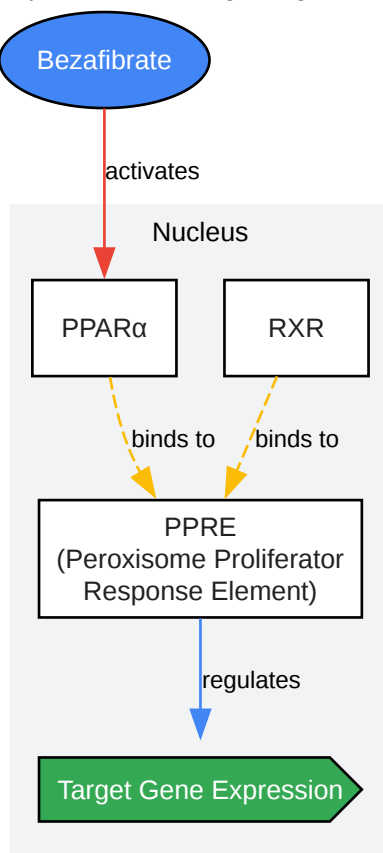 Bezafibrate
activates
Nucleus
PPARα
RXR
binds to
binds to
PPRE
(Peroxisome Proliferator
Response Element)
regulates
Target Gene Expression